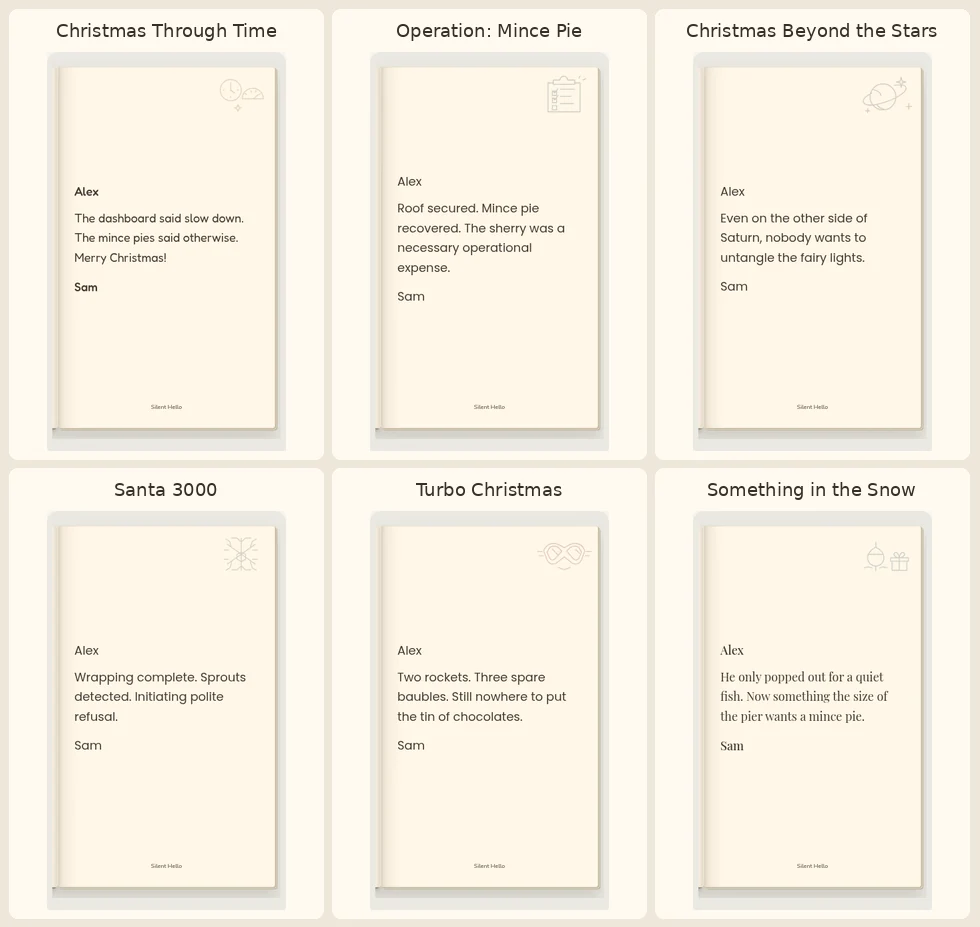 Christmas Through Time
Alex
The dashboard said slow down.
The mince pies said otherwise.
Merry Christmas!
Sam
Silent Hello
Operation: Mince Pie
Alex
Roof secured. Mince pie
recovered. The sherry was a
necessary operational
expense.
Sam
Silent Hello
Christmas Beyond the Stars
Alex
Even on the other side of
Saturn, nobody wants to
untangle the fairy lights.
Sam
Silent Hello
Santa 3000
Alex
Wrapping complete. Sprouts
detected. Initiating polite
refusal.
Sam
Silent Hello
Turbo Christmas
Alex
Two rockets. Three spare
baubles. Still nowhere to put
the tin of chocolates.
Sam
Silent Hello
Something in the Snow
Alex
He only popped out for a quiet
fish. Now something the size of
the pier wants a mince pie.
Sam
Silent Hello